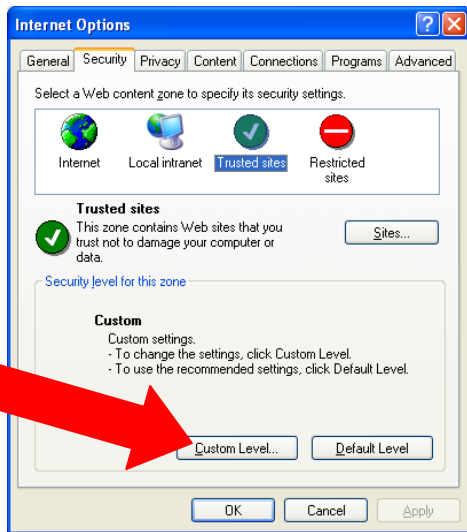 Internet Options
General Security Privacy Content Connections Programs Advanced
Select a Web content zone to specify its security settings.
Internet Local intranet Trusted sites Restricted
sites
Trusted sites
This zone contains Web sites that you
trust not to damage your computer or
data.
Sites...
Security level for this zone
Custom
Custom settings.
- To change the settings, click Custom Level.
- To use the recommended settings, click Default Level.
Custom Level... Default Level
OK Cancel Apply